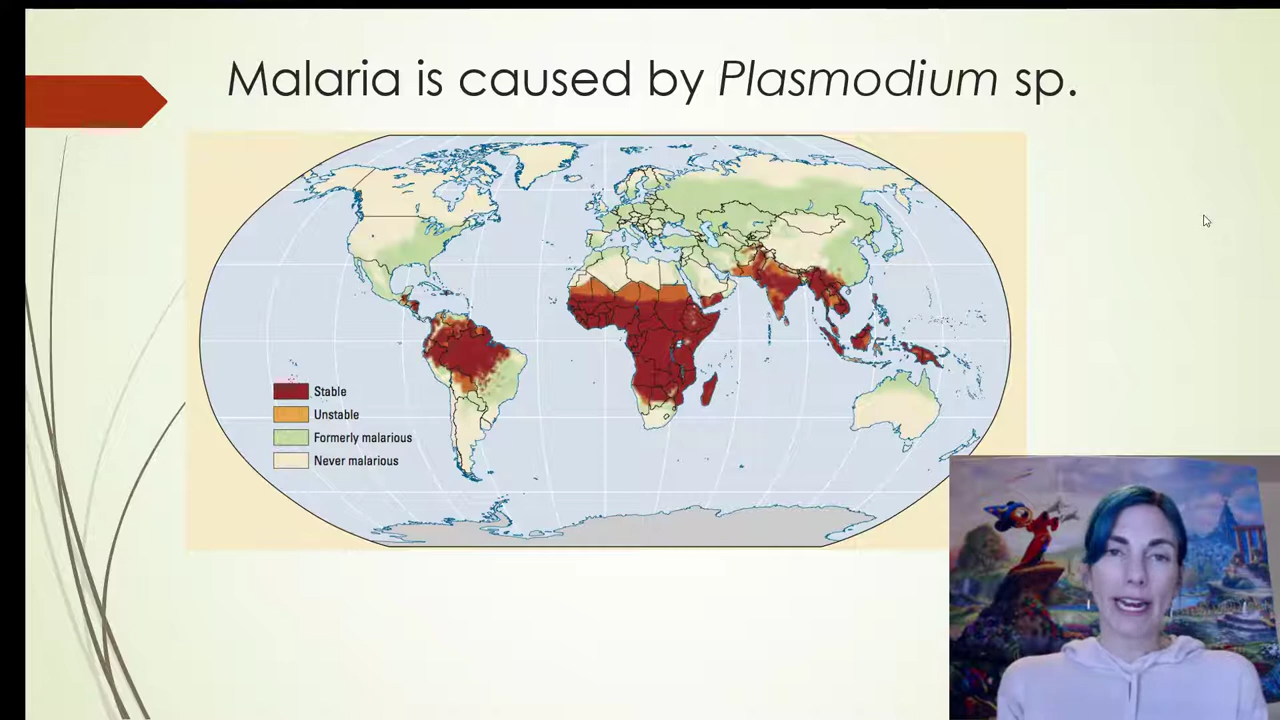 Malaria is caused by Plasmodium sp.
Stable
Unstable
Formerly malarious
Never malarious